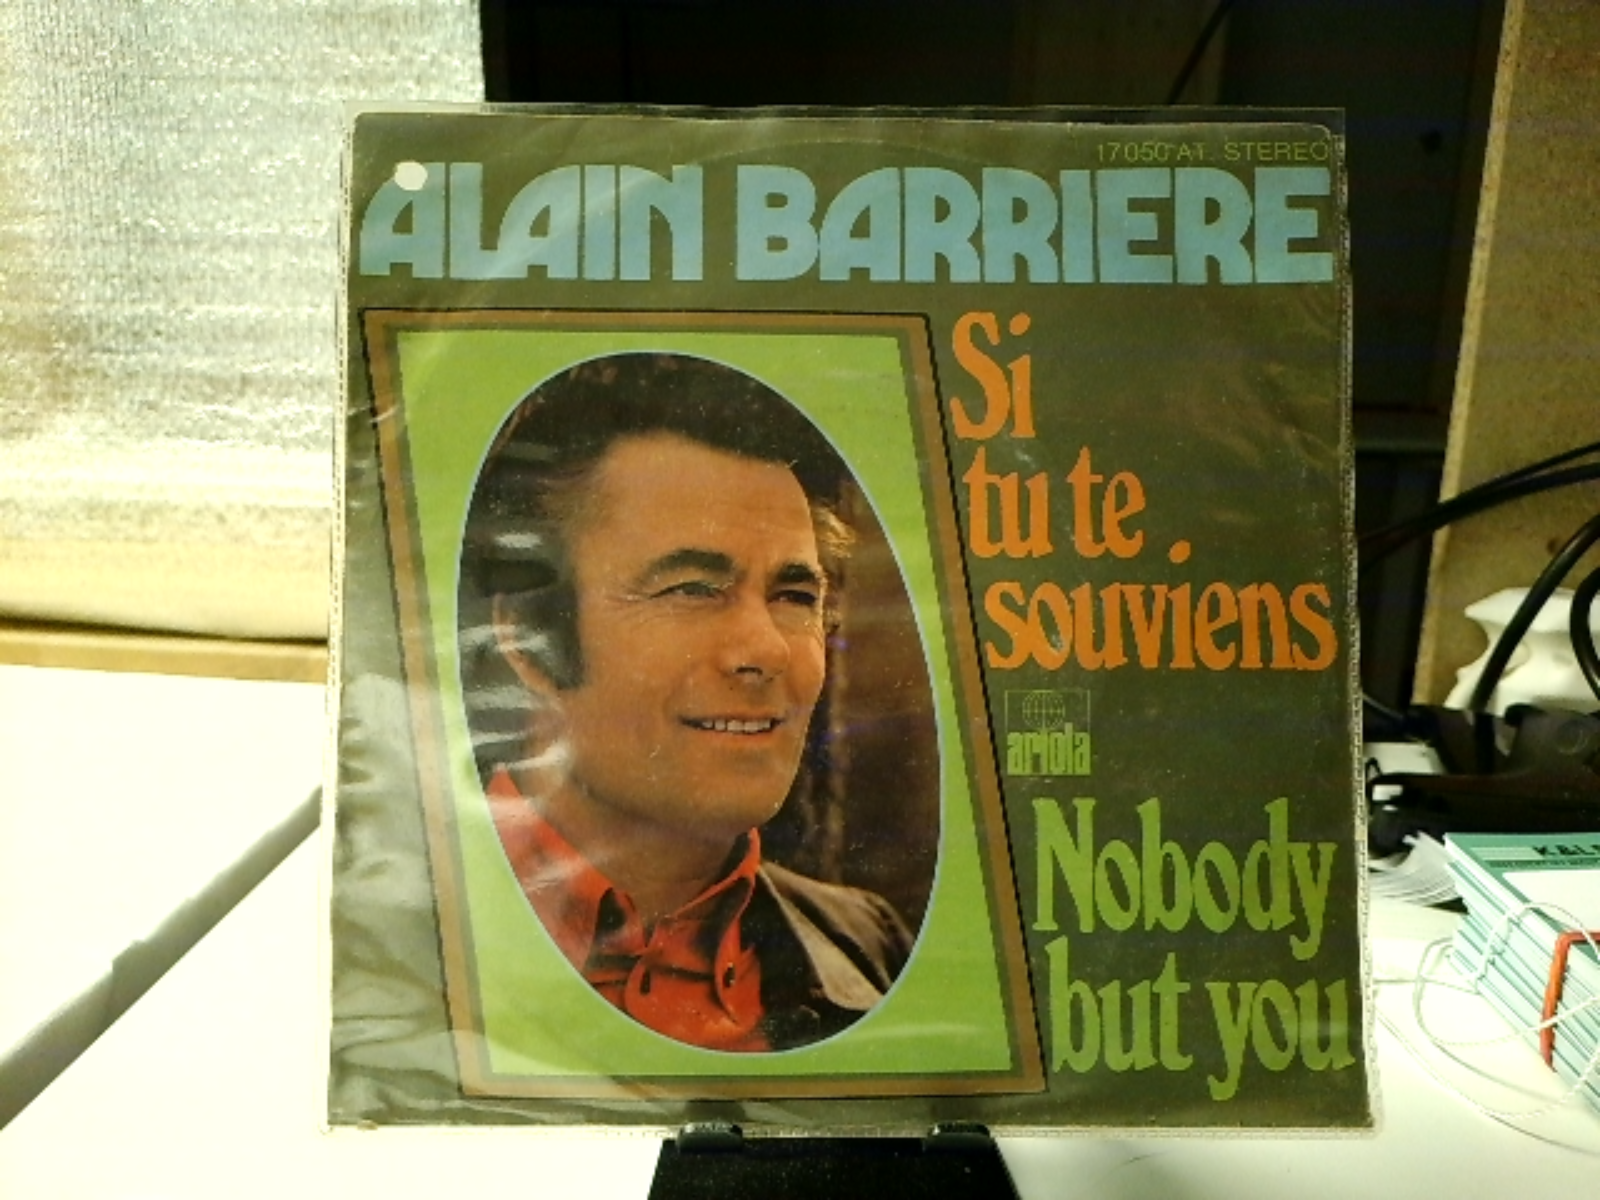 17 050 AT. STEREO
ALAIN BARRIERE
Si
tu te
souviens
ariola
Nobody
but you